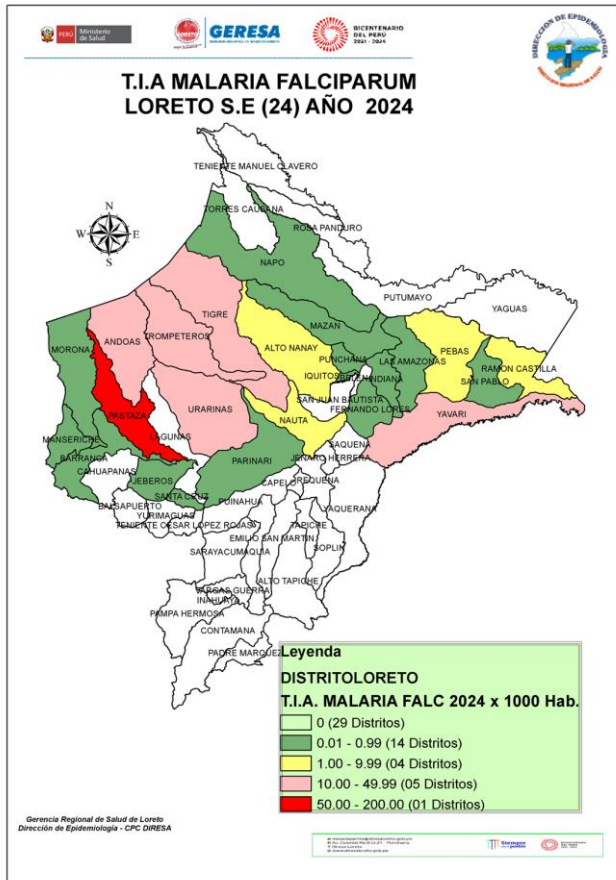 PERÚ
Ministerio
de Salud
GERESA
BICENTENARIO
DEL PERÚ
2021 - 2024
DIRECCION DE EPIDEMIOLOGÍA
T.I.A MALARIA FALCIPARUM
LORETO S.E (24) AÑO 2024
N
W
E
S
TENIENTE MANUEL CLAVERO
TORRES CAUSANA
ROSA PANDURO
NAPO
PUTUMAYO
YAGUAS
TIGRE
MAZAN
MORONA
ANDOAS
TROMPETEROS
ALTO NANAY
PEBAS
PUNCHANA
LAS AMAZONAS
RAMON CASTILLA
IQUITOS
BELEN
INDIANA
SAN PABLO
SAN JUAN BAUTISTA
PASTAZA
URARINAS
FERNANDO LORES
YAVARI
NAUTA
LAGUNAS
MANSERICHE
SAQUENA
BARRANCA
PARINARI
JENARO HERRERA
CAHUAPANAS
JEBEROS
CAPELO
REQUENA
SANTA CRUZ
PUINAHUA
YAQUERANA
BALSAPUERTO
YURIMAGUAS
TENIENTE CESAR LOPEZ ROJAS
TAPICHE
EMILIO SAN MARTIN
SOPLIN
SARAYACU
MAQUIA
ALTO TAPICHE
VARGAS GUERRA
INAHUAYA
PAMPA HERMOSA
CONTAMANA
PADRE MARQUEZ
Leyenda
DISTRITOLORETO
T.I.A. MALARIA FALC 2024 x 1000 Hab.
0 (29 Distritos)
0.01 - 0.99 (14 Distritos)
1.00 - 9.99 (04 Distritos)
10.00 - 49.99 (05 Distritos)
50.00 - 200.00 (01 Distritos)
Gerencia Regional de Salud de Loreto
Dirección de Epidemiología - CPC DIRESA
Siempre